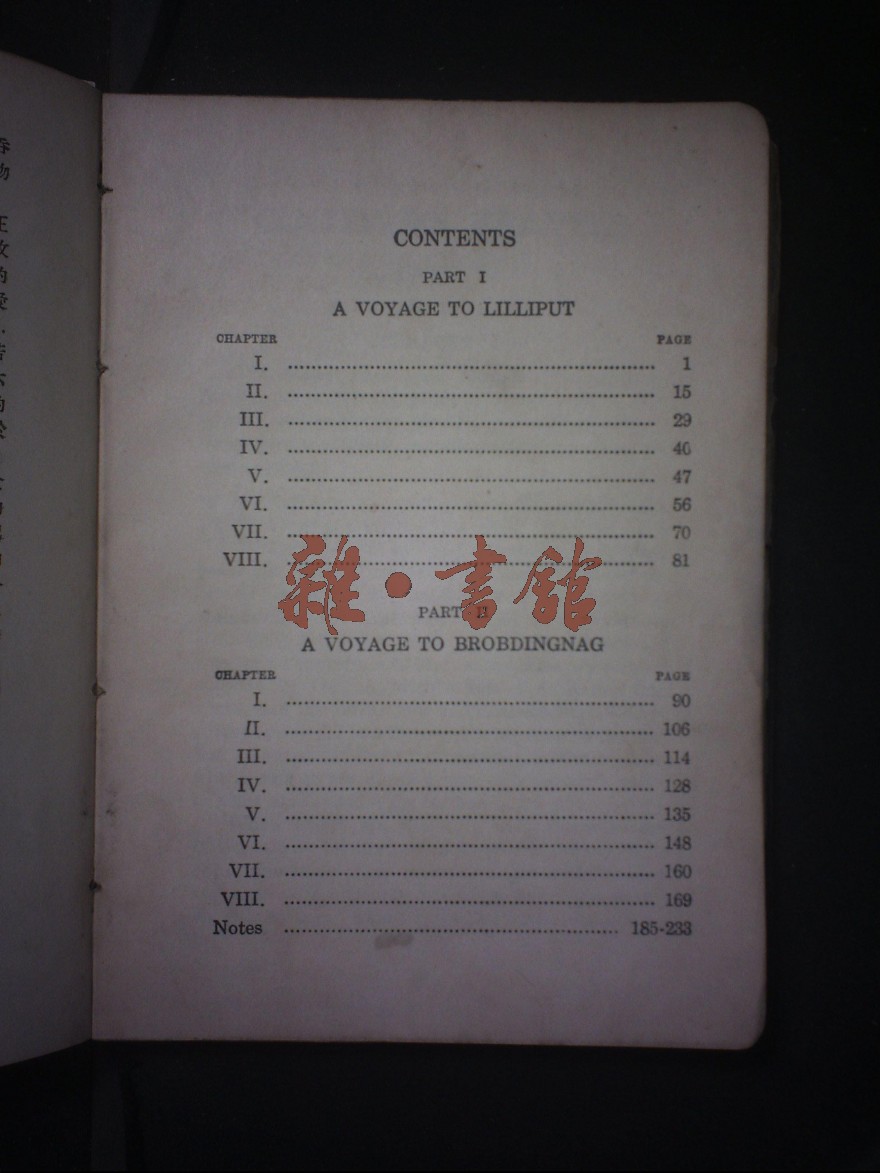 CONTENTS
PART I
A VOYAGE TO LILLIPUT
CHAPTER PAGE
I. 1
II. 15
III. 29
IV. 40
V. 47
VI. 56
VII. 70
VIII. 81
雜·書館
PART II
A VOYAGE TO BROBDINGNAG
CHAPTER PAGE
I. 90
II. 106
III. 114
IV. 128
V. 135
VI. 148
VII. 160
VIII. 169
Notes 185-233